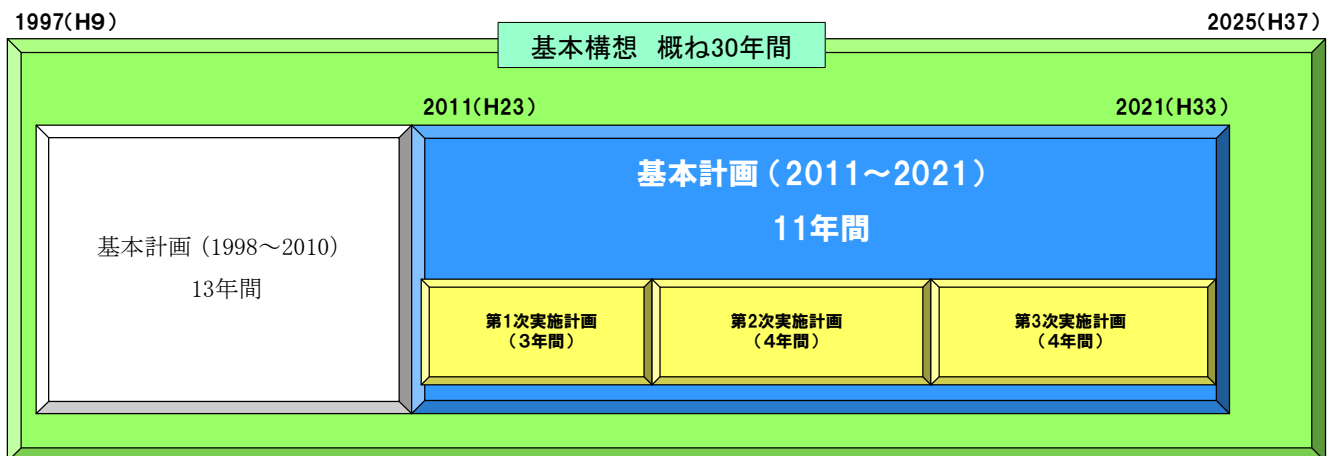 1997(H9)
2025(H37)
基本構想 概ね30年間
2011(H23)
2021(H33)
基本計画（2011～2021）
11年間
基本計画（1998～2010）
13年間
第1次実施計画
（3年間）
第2次実施計画
（4年間）
第3次実施計画
（4年間）